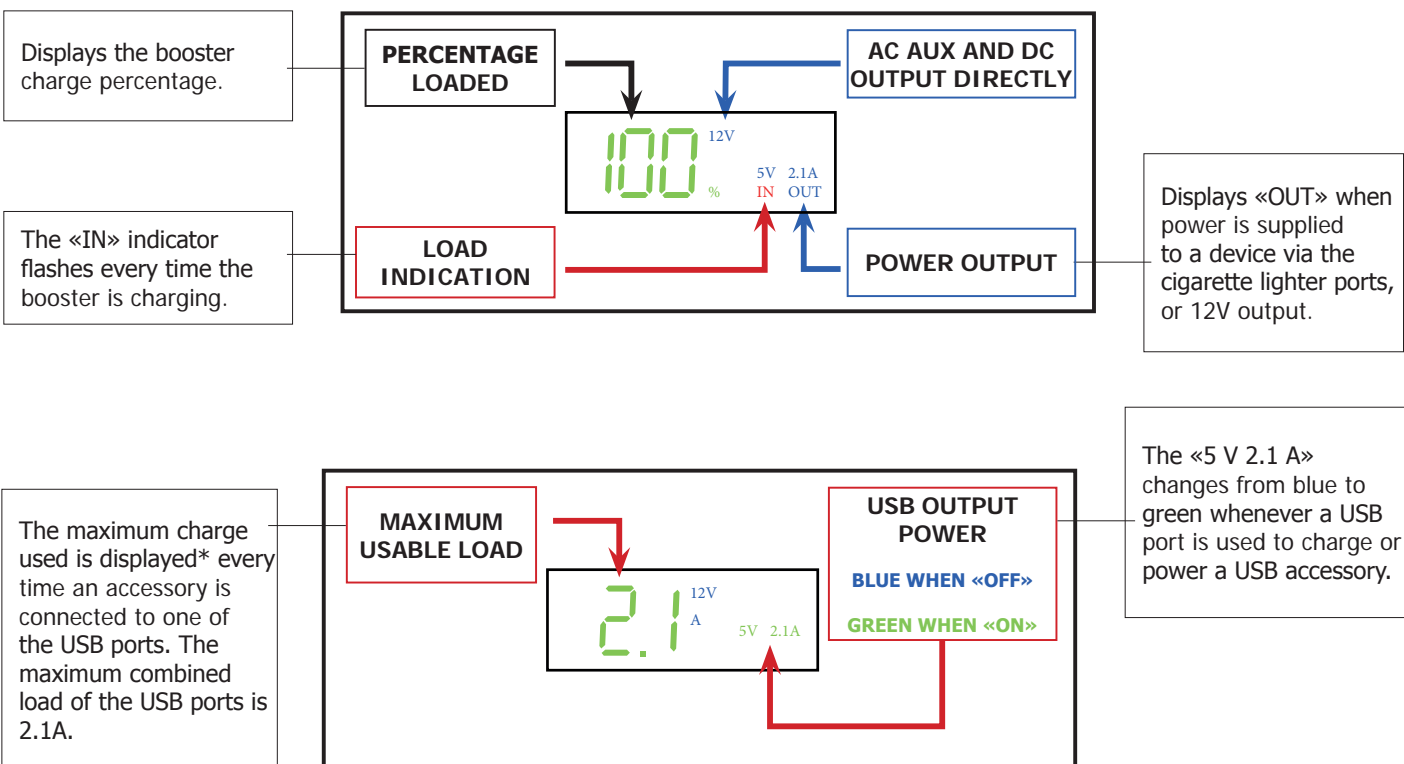 Displays the booster
charge percentage.
PERCENTAGE
LOADED
AC AUX AND DC
OUTPUT DIRECTLY
100 %
12V
5V 2.1A
IN OUT
The «IN» indicator
flashes every time the
booster is charging.
LOAD
INDICATION
POWER OUTPUT
Displays «OUT» when
power is supplied
to a device via the
cigarette lighter ports,
or 12V output.
The maximum charge
used is displayed* every
time an accessory is
connected to one of
the USB ports. The
maximum combined
load of the USB ports is
2.1A.
MAXIMUM
USABLE LOAD
2.1
12V
A
5V 2.1A
USB OUTPUT
POWER
BLUE WHEN «OFF»
GREEN WHEN «ON»
The «5 V 2.1 A»
changes from blue to
green whenever a USB
port is used to charge or
power a USB accessory.